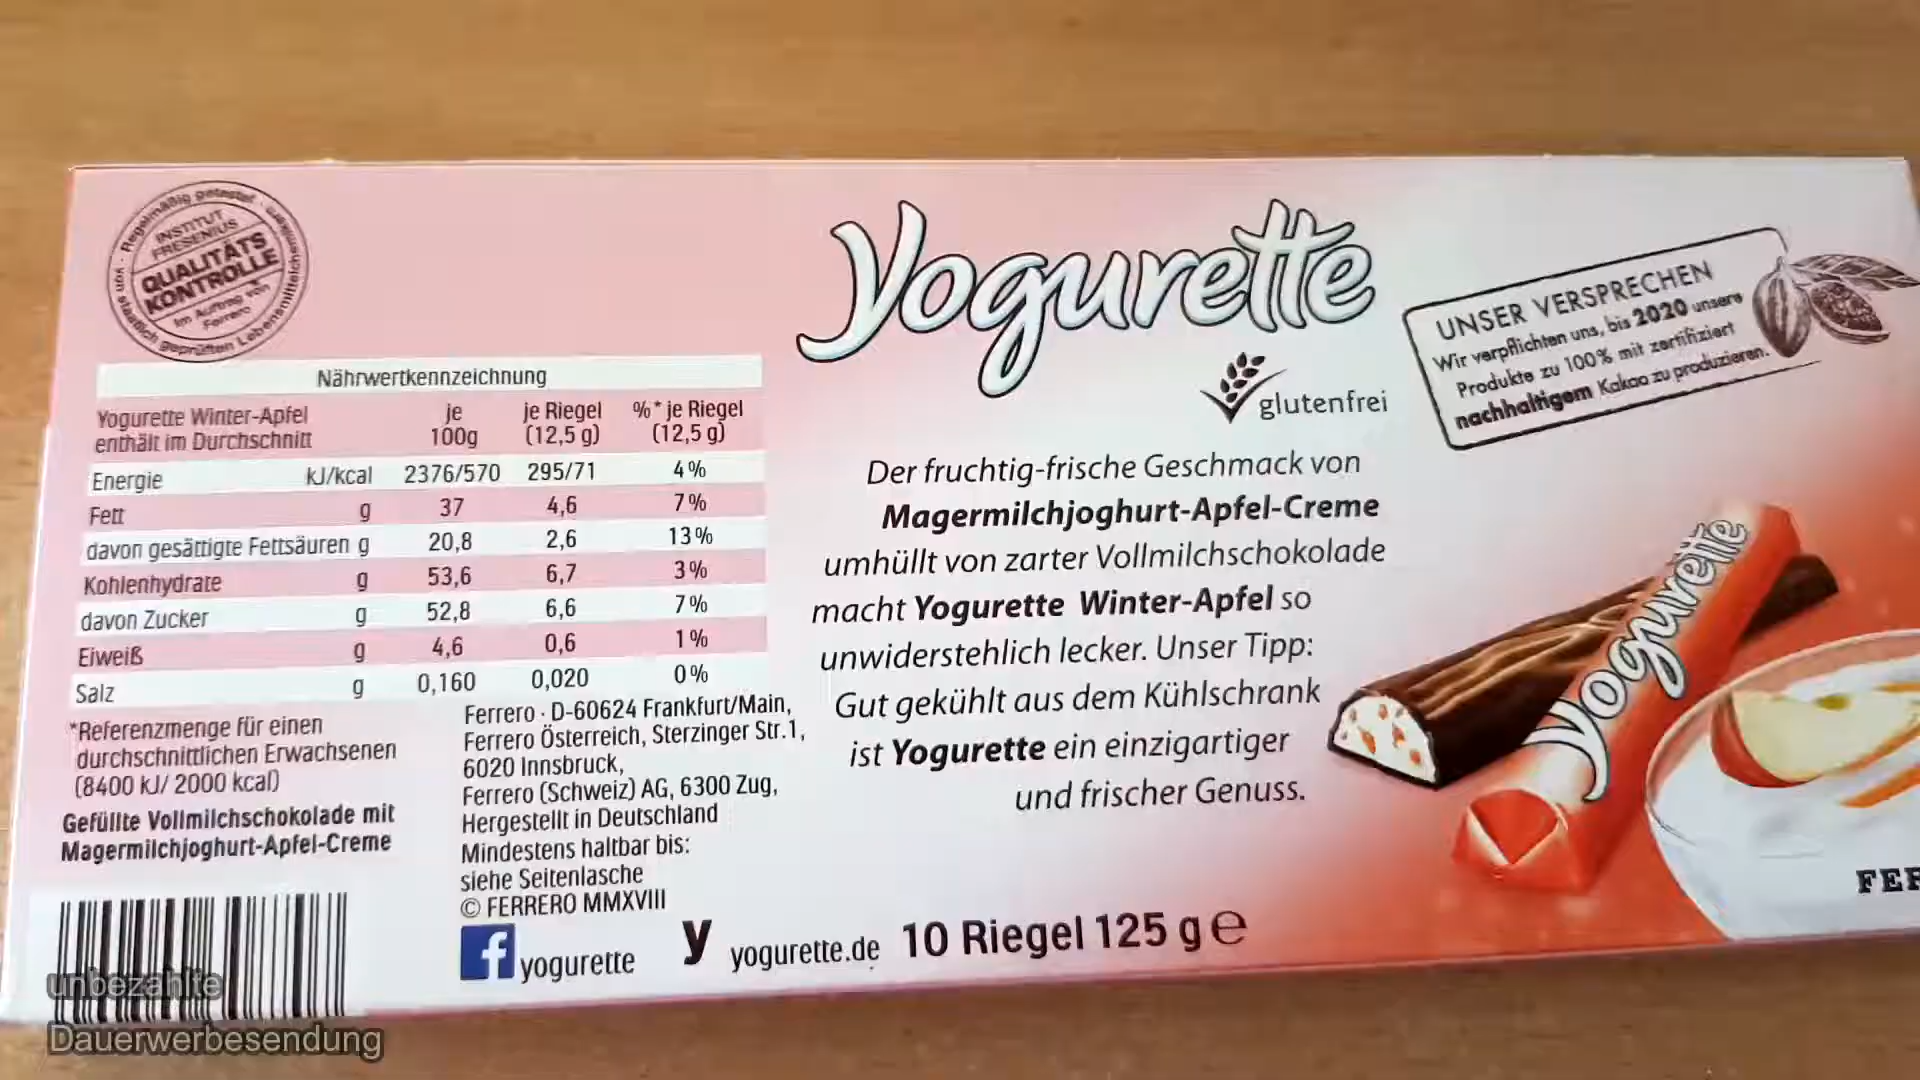 Regelmäßig getestet
von staatlich geprüften Lebensmittelchemikern
INSTITUT
FRESENIUS
QUALITÄTS
KONTROLLE
Im Auftrag von
Ferrero
Nährwertkennzeichnung
Yogurette Winter-Apfel
enthält im Durchschnitt
je
100g
je Riegel
(12,5 g)
%* je Riegel
(12,5 g)
Energie kJ/kcal 2376/570 295/71 4%
Fett g 37 4,6 7%
davon gesättigte Fettsäuren g 20,8 2,6 13%
Kohlenhydrate g 53,6 6,7 3%
davon Zucker g 52,8 6,6 7%
Eiweiß g 4,6 0,6 1%
Salz g 0,160 0,020 0%
*Referenzmenge für einen
durchschnittlichen Erwachsenen
(8400 kJ/ 2000 kcal)
Gefüllte Vollmilchschokolade mit
Magermilchjoghurt-Apfel-Creme
Ferrero · D-60624 Frankfurt/Main,
Ferrero Österreich, Sterzinger Str.1,
6020 Innsbruck,
Ferrero (Schweiz) AG, 6300 Zug,
Hergestellt in Deutschland
Mindestens haltbar bis:
siehe Seitenlasche
© FERRERO MMXVIII
f yogurette
y yogurette.de
10 Riegel 125 g e
Yogurette
glutenfrei
Der fruchtig-frische Geschmack von
Magermilchjoghurt-Apfel-Creme
umhüllt von zarter Vollmilchschokolade
macht Yogurette Winter-Apfel so
unwiderstehlich lecker. Unser Tipp:
Gut gekühlt aus dem Kühlschrank
ist Yogurette ein einzigartiger
und frischer Genuss.
UNSER VERSPRECHEN
Wir verpflichten uns, bis 2020 unsere
Produkte zu 100% mit zertifiziert
nachhaltigem Kakao zu produzieren.
Yogurette
FER
unbezahlte
Dauerwerbesendung